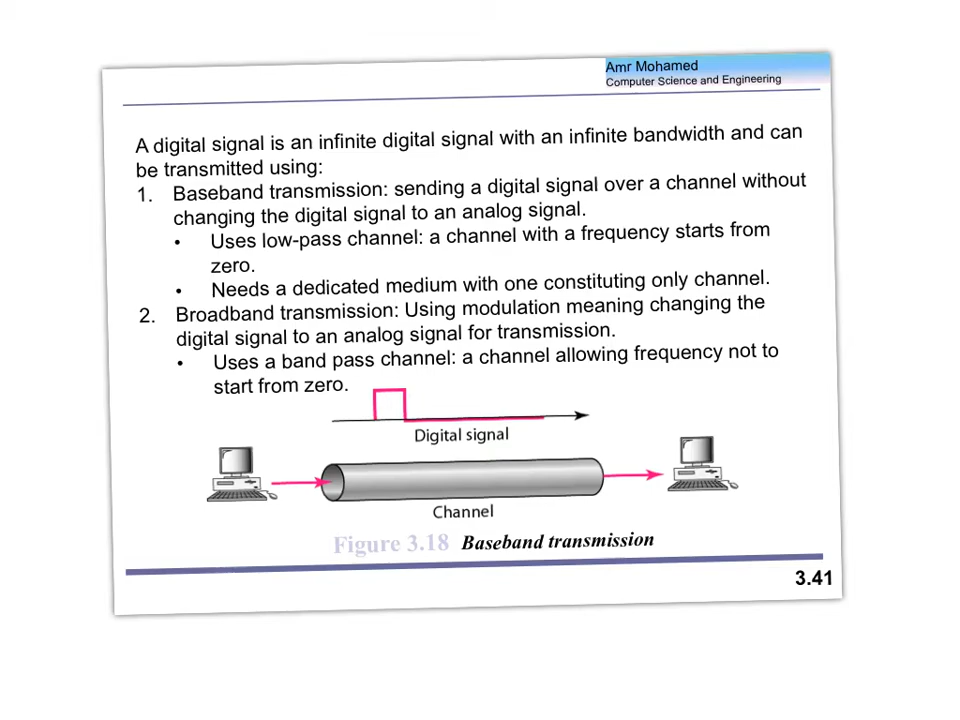 Amr Mohamed
Computer Science and Engineering
A digital signal is an infinite digital signal with an infinite bandwidth and can
be transmitted using:
1. Baseband transmission: sending a digital signal over a channel without
changing the digital signal to an analog signal.
• Uses low-pass channel: a channel with a frequency starts from
zero.
• Needs a dedicated medium with one constituting only channel.
2. Broadband transmission: Using modulation meaning changing the
digital signal to an analog signal for transmission.
• Uses a band pass channel: a channel allowing frequency not to
start from zero.
Digital signal
Channel
Figure 3.18 Baseband transmission
3.41